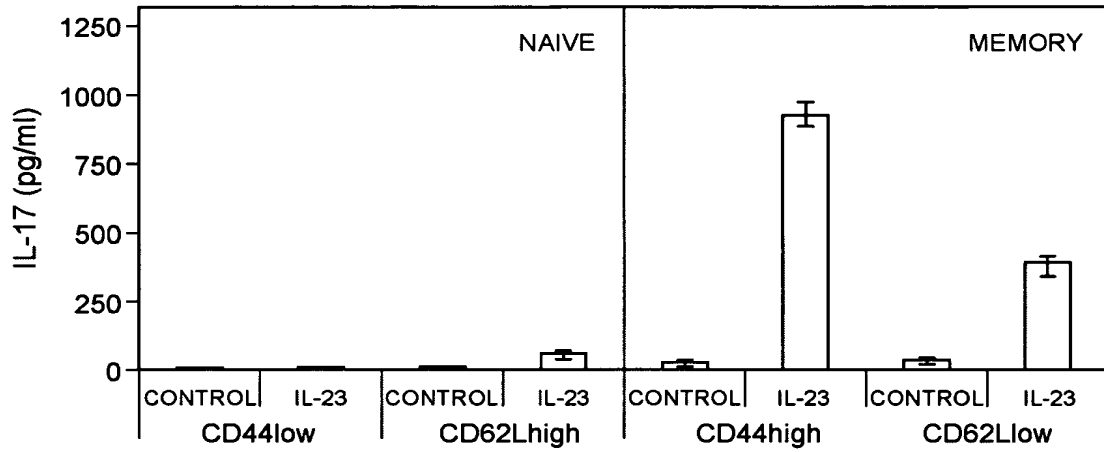 1250
NAIVE
MEMORY
1000
750
500
250
0
IL-17 (pg/ml)
CONTROL IL-23 CONTROL IL-23 CONTROL IL-23 CONTROL IL-23
CD44low CD62Lhigh CD44high CD62Llow